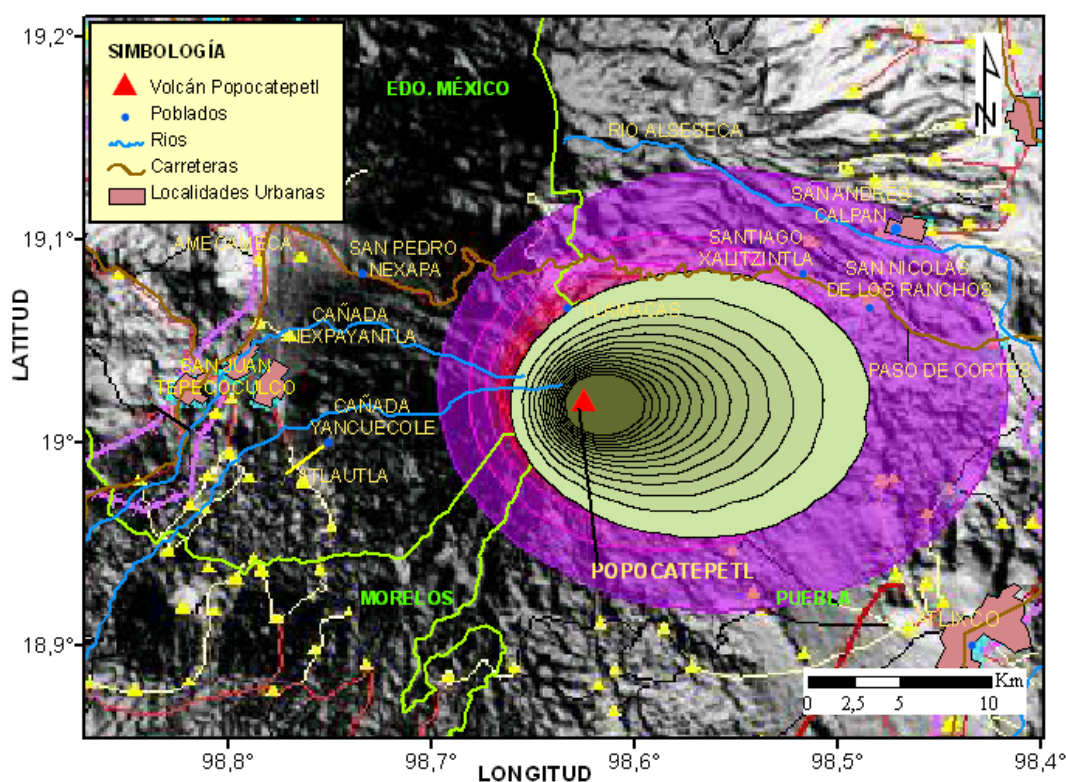 19,2°
19,1°
19°
18,9°
LATITUD
SIMBOLOGÍA
Volcán Popocatepetl
Poblados
Rios
Carreteras
Localidades Urbanas
EDO. MÉXICO
N
RIO ALSESECA
SAN ANDRES
CALPAN
AMECAMECA
SAN PEDRO
NEXAPA
SANTIAGO
XALITZINTLA
SAN NICOLAS
DE LOS RANCHOS
TLAMACAS
CAÑADA
NEXPAYANTLA
PASO DE CORTES
SAN JUAN
TEPECOCULCO
CAÑADA
YANCUECOLE
ATLAUTLA
POPOCATEPETL
MORELOS
PUEBLA
ATLIXCO
Km
0 2,5 5 10
98,8° 98,7° 98,6° 98,5° 98,4°
LONGITUD